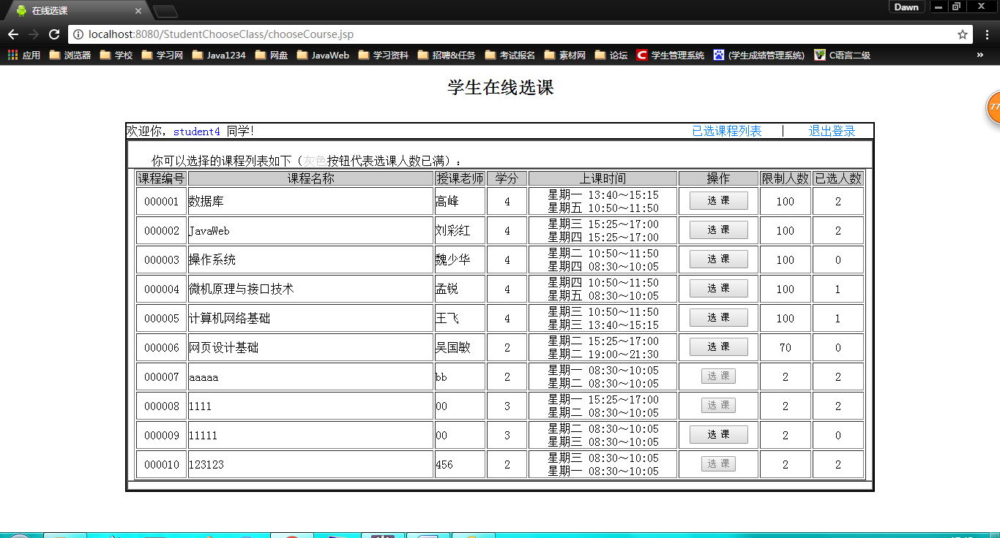 在线选课
Dawn
localhost:8080/StudentChooseClass/chooseCourse.jsp
应用 浏览器 学校 学习网 Java1234 网盘 JavaWeb 学习资料 招聘&任务 考试报名 素材网 论坛 学生管理系统 (学生成绩管理系统) C语言二级 »
学生在线选课
77
欢迎你，student4 同学！ 已选课程列表 | 退出登录
你可以选择的课程列表如下（灰色按钮代表选课人数已满）：
课程编号 课程名称 授课老师 学分 上课时间 操作 限制人数 已选人数
000001 数据库 高峰 4 星期一 13:40～15:15 选 课 100 2
星期五 10:50～11:50
000002 JavaWeb 刘彩红 4 星期三 15:25～17:00 选 课 100 2
星期四 15:25～17:00
000003 操作系统 魏少华 4 星期二 10:50～11:50 选 课 100 0
星期四 08:30～10:05
000004 微机原理与接口技术 孟锐 4 星期四 10:50～11:50 选 课 100 1
星期五 08:30～10:05
000005 计算机网络基础 王飞 4 星期三 10:50～11:50 选 课 100 1
星期三 13:40～15:15
000006 网页设计基础 吴国敏 2 星期二 15:25～17:00 选 课 70 0
星期二 19:00～21:30
000007 aaaaa bb 2 星期一 08:30～10:05 选 课 2 2
星期二 08:30～10:05
000008 1111 00 3 星期一 15:25～17:00 选 课 2 2
星期二 08:30～10:05
000009 11111 00 3 星期二 08:30～10:05 选 课 2 0
星期三 08:30～10:05
000010 123123 456 2 星期三 08:30～10:05 选 课 2 2
星期一 08:30～10:05